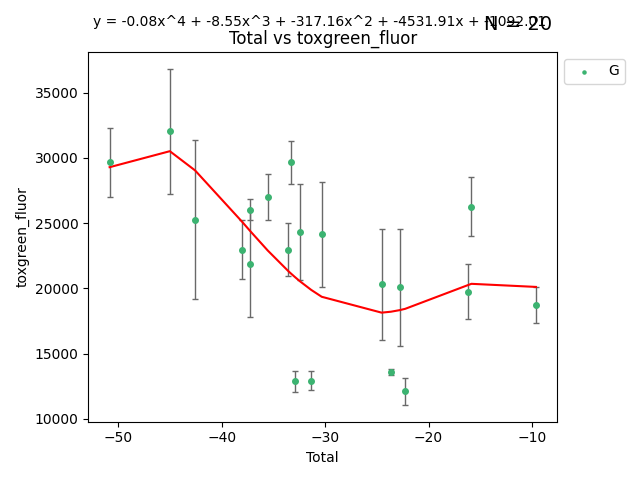 y = -0.08x^4 + -8.55x^3 + -317.16x^2 + -4531.91x +
N = 20
Total vs toxgreen_fluor
G
35000
30000
25000
20000
15000
10000
toxgreen_fluor
−50 −40 −30 −20 −10
Total